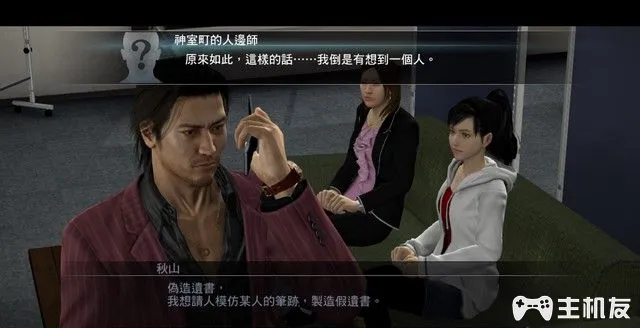 神室町的人邊師
原來如此，這樣的話……我倒是有想到一個人。
秋山
偽造遺書，
我想請人模仿某人的筆跡，製造假遺書。
主机友